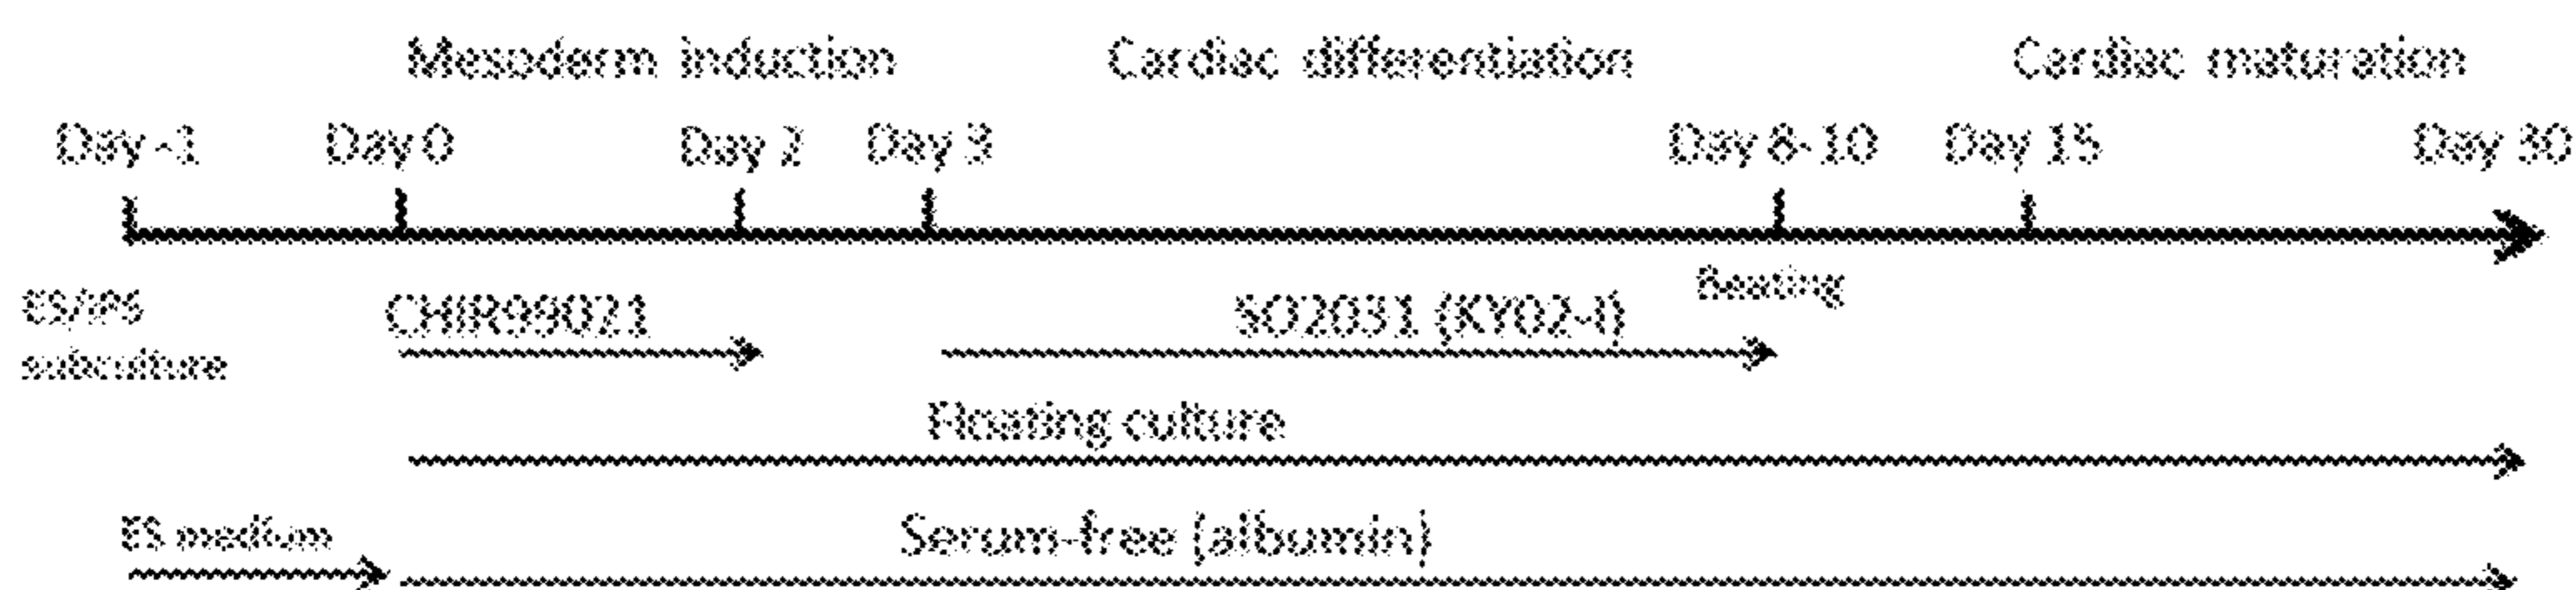 Mesoderm induction Cardiac differentiation Cardiac maturation
Day -1 Day 0 Day 2 Day 3 Day 8-10 Day 15 Day 30
Beating
ES/iPS
subculture
CHIR99021 SO2031 (KY02-I)
Floating culture
ES medium Serum-free (albumin)